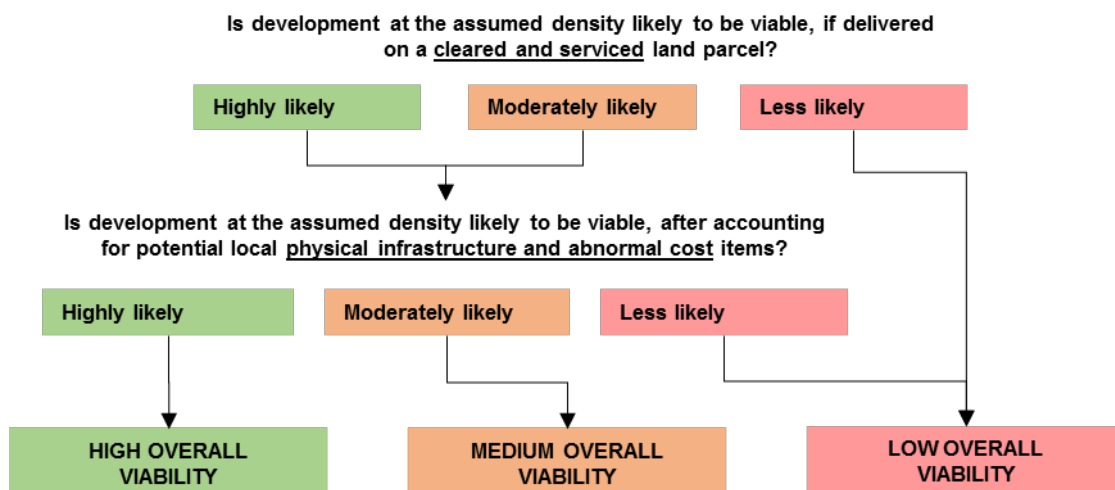 Is development at the assumed density likely to be viable, if delivered
on a cleared and serviced land parcel?
Highly likely
Moderately likely
Less likely
Is development at the assumed density likely to be viable, after accounting
for potential local physical infrastructure and abnormal cost items?
Highly likely
Moderately likely
Less likely
HIGH OVERALL
VIABILITY
MEDIUM OVERALL
VIABILITY
LOW OVERALL
VIABILITY